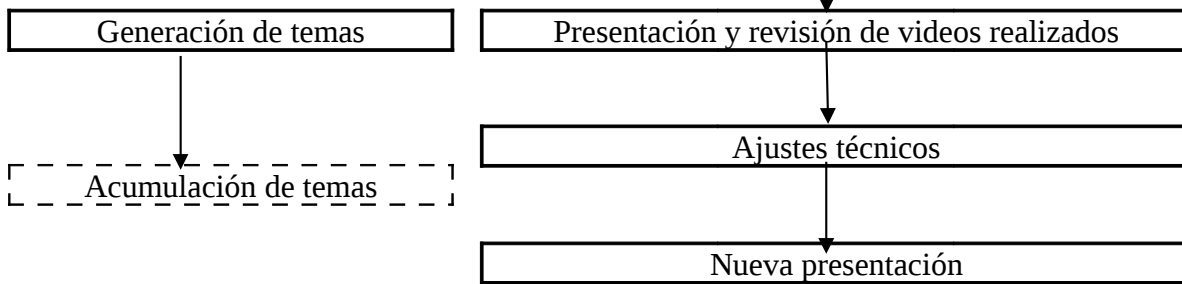 Generación de temas
Presentación y revisión de videos realizados
Ajustes técnicos
Acumulación de temas
Nueva presentación